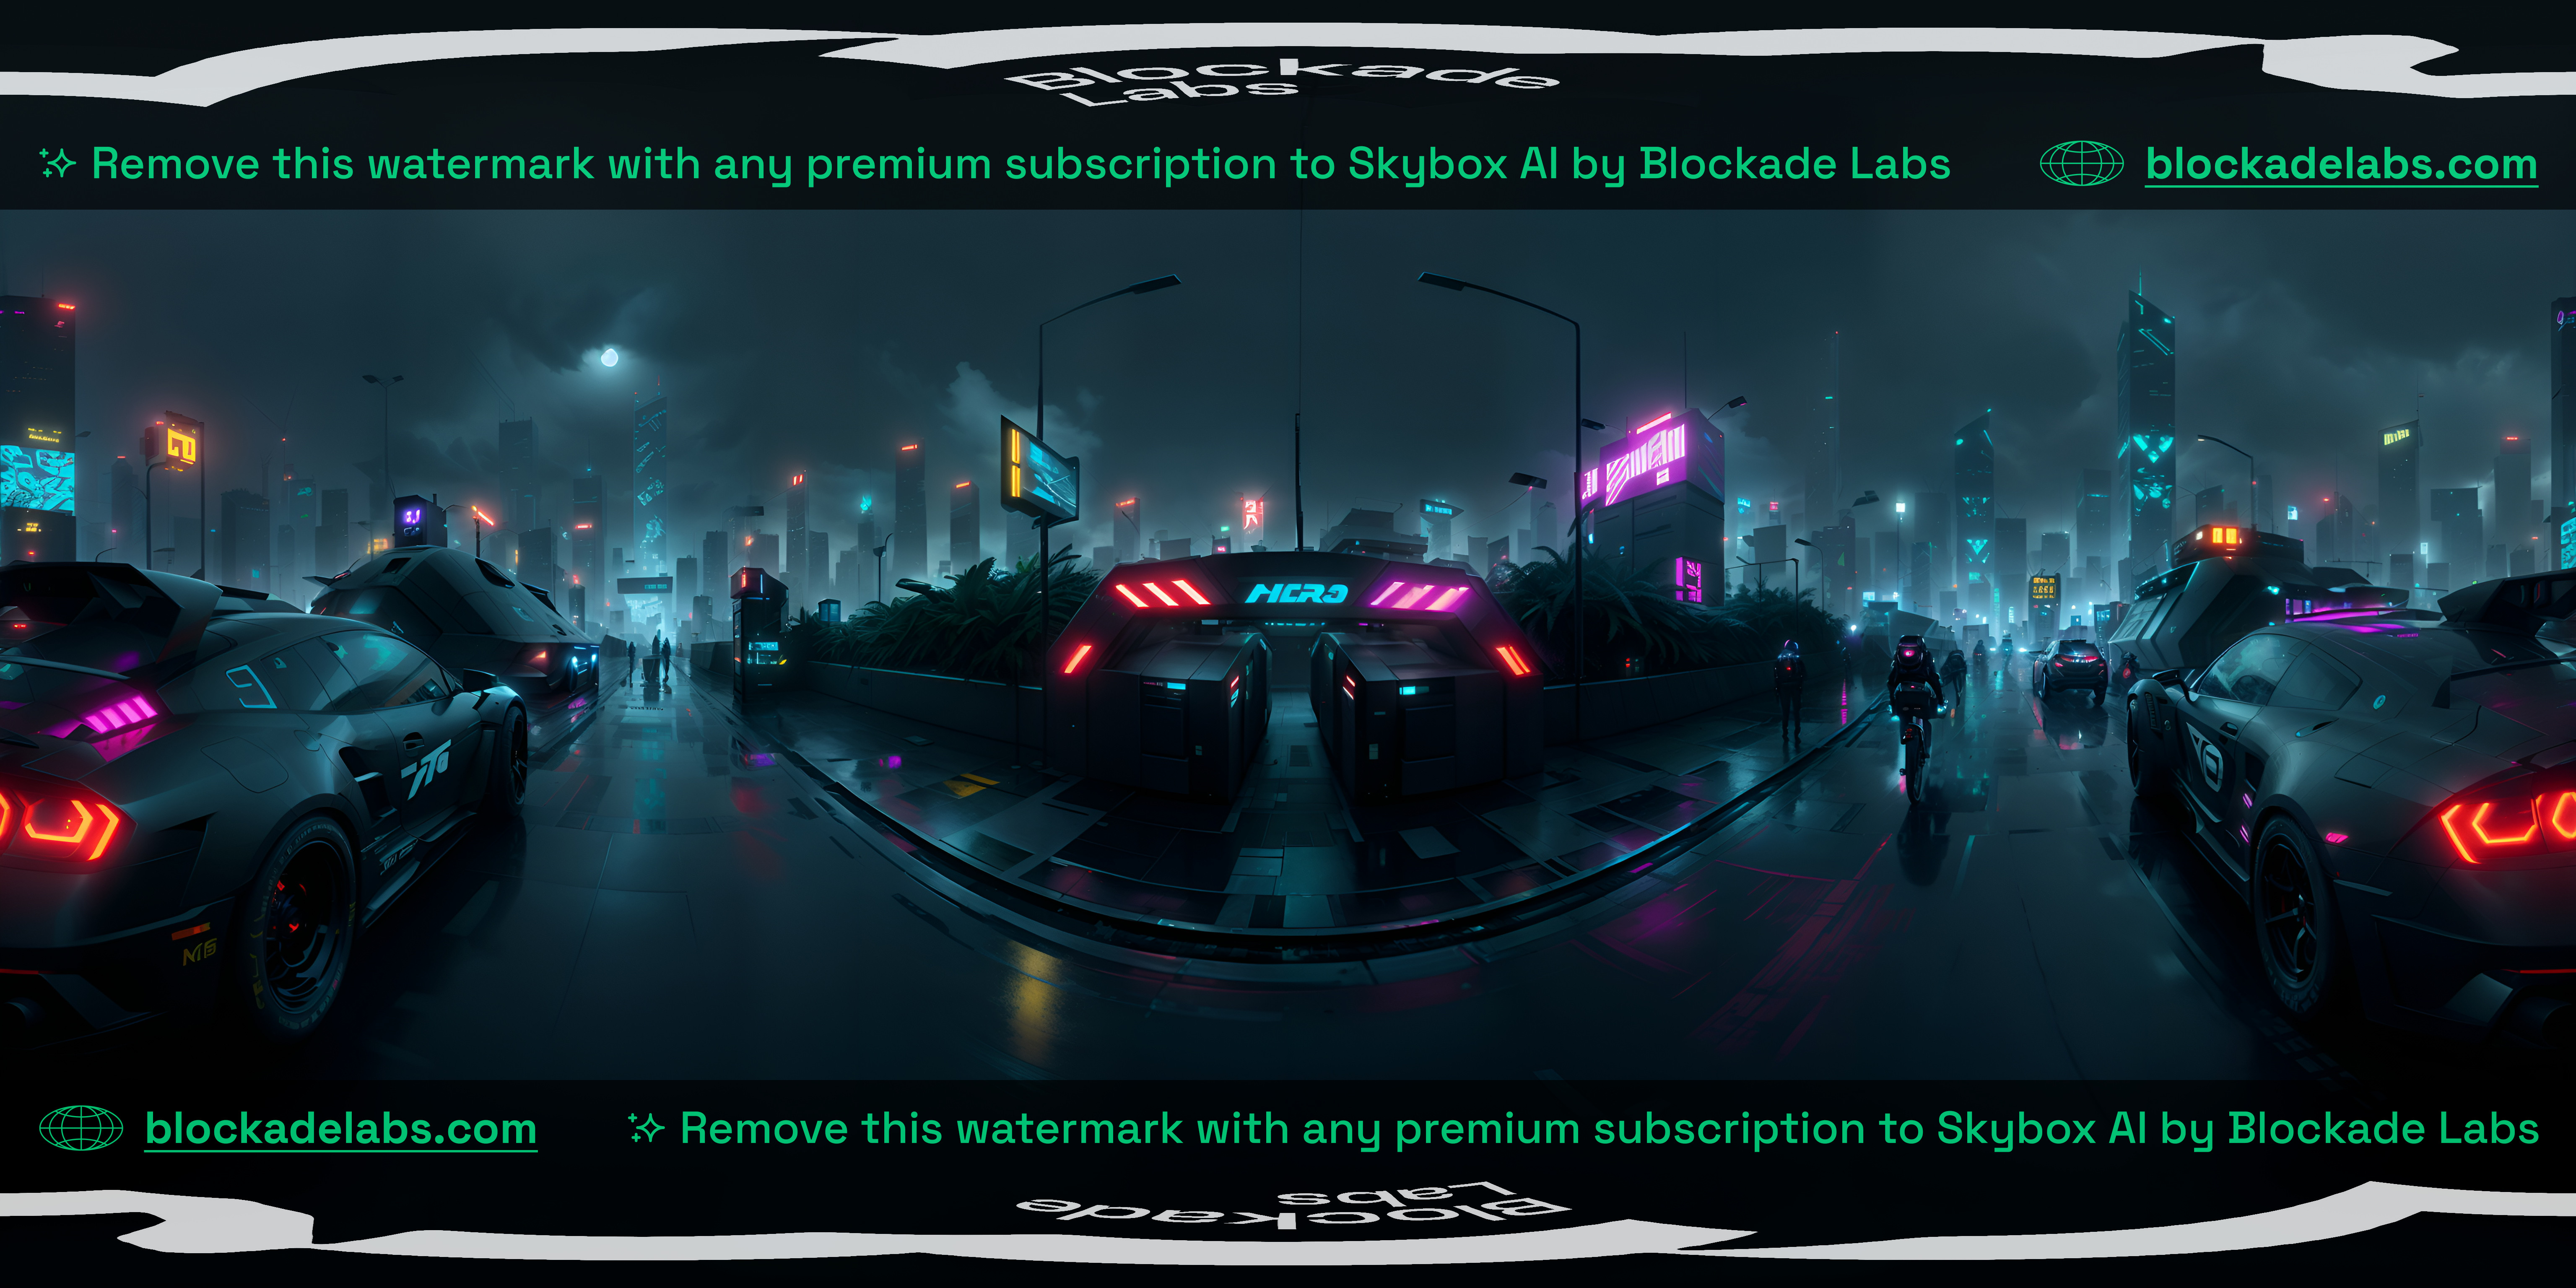 Blockade
Labs
Remove this watermark with any premium subscription to Skybox AI by Blockade Labs
blockadelabs.com
blockadelabs.com
Remove this watermark with any premium subscription to Skybox AI by Blockade Labs
Labs
Blockade